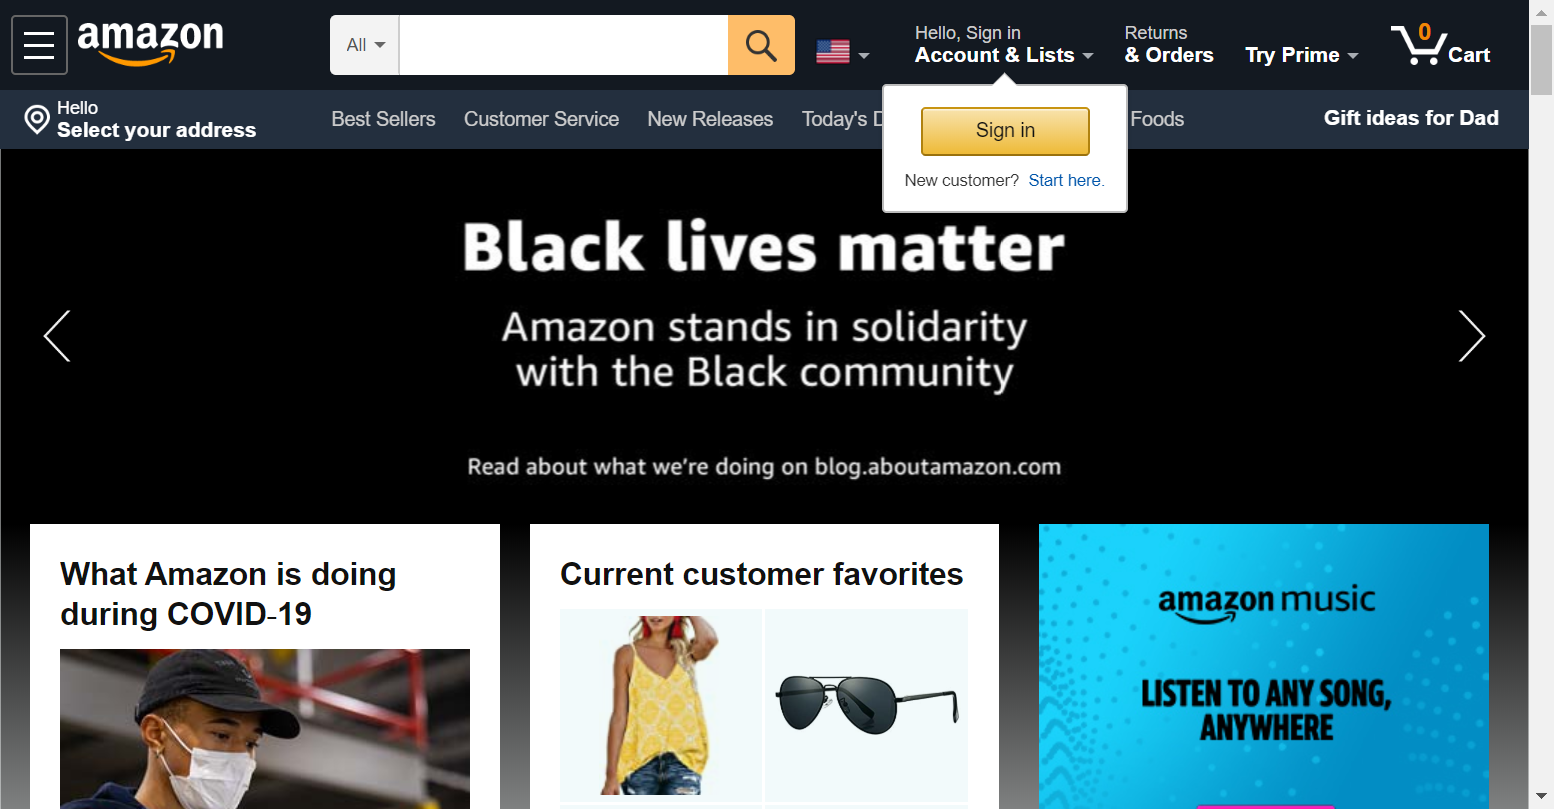 amazon
All
Hello, Sign in
Account & Lists
Returns
& Orders
Try Prime
0
Cart
Hello
Select your address
Best Sellers
Customer Service
New Releases
Today's
Foods
Gift ideas for Dad
Sign in
New customer? Start here.
Black lives matter
Amazon stands in solidarity
with the Black community
Read about what we're doing on blog.aboutamazon.com
What Amazon is doing
during COVID-19
Current customer favorites
amazon music
LISTEN TO ANY SONG,
ANYWHERE